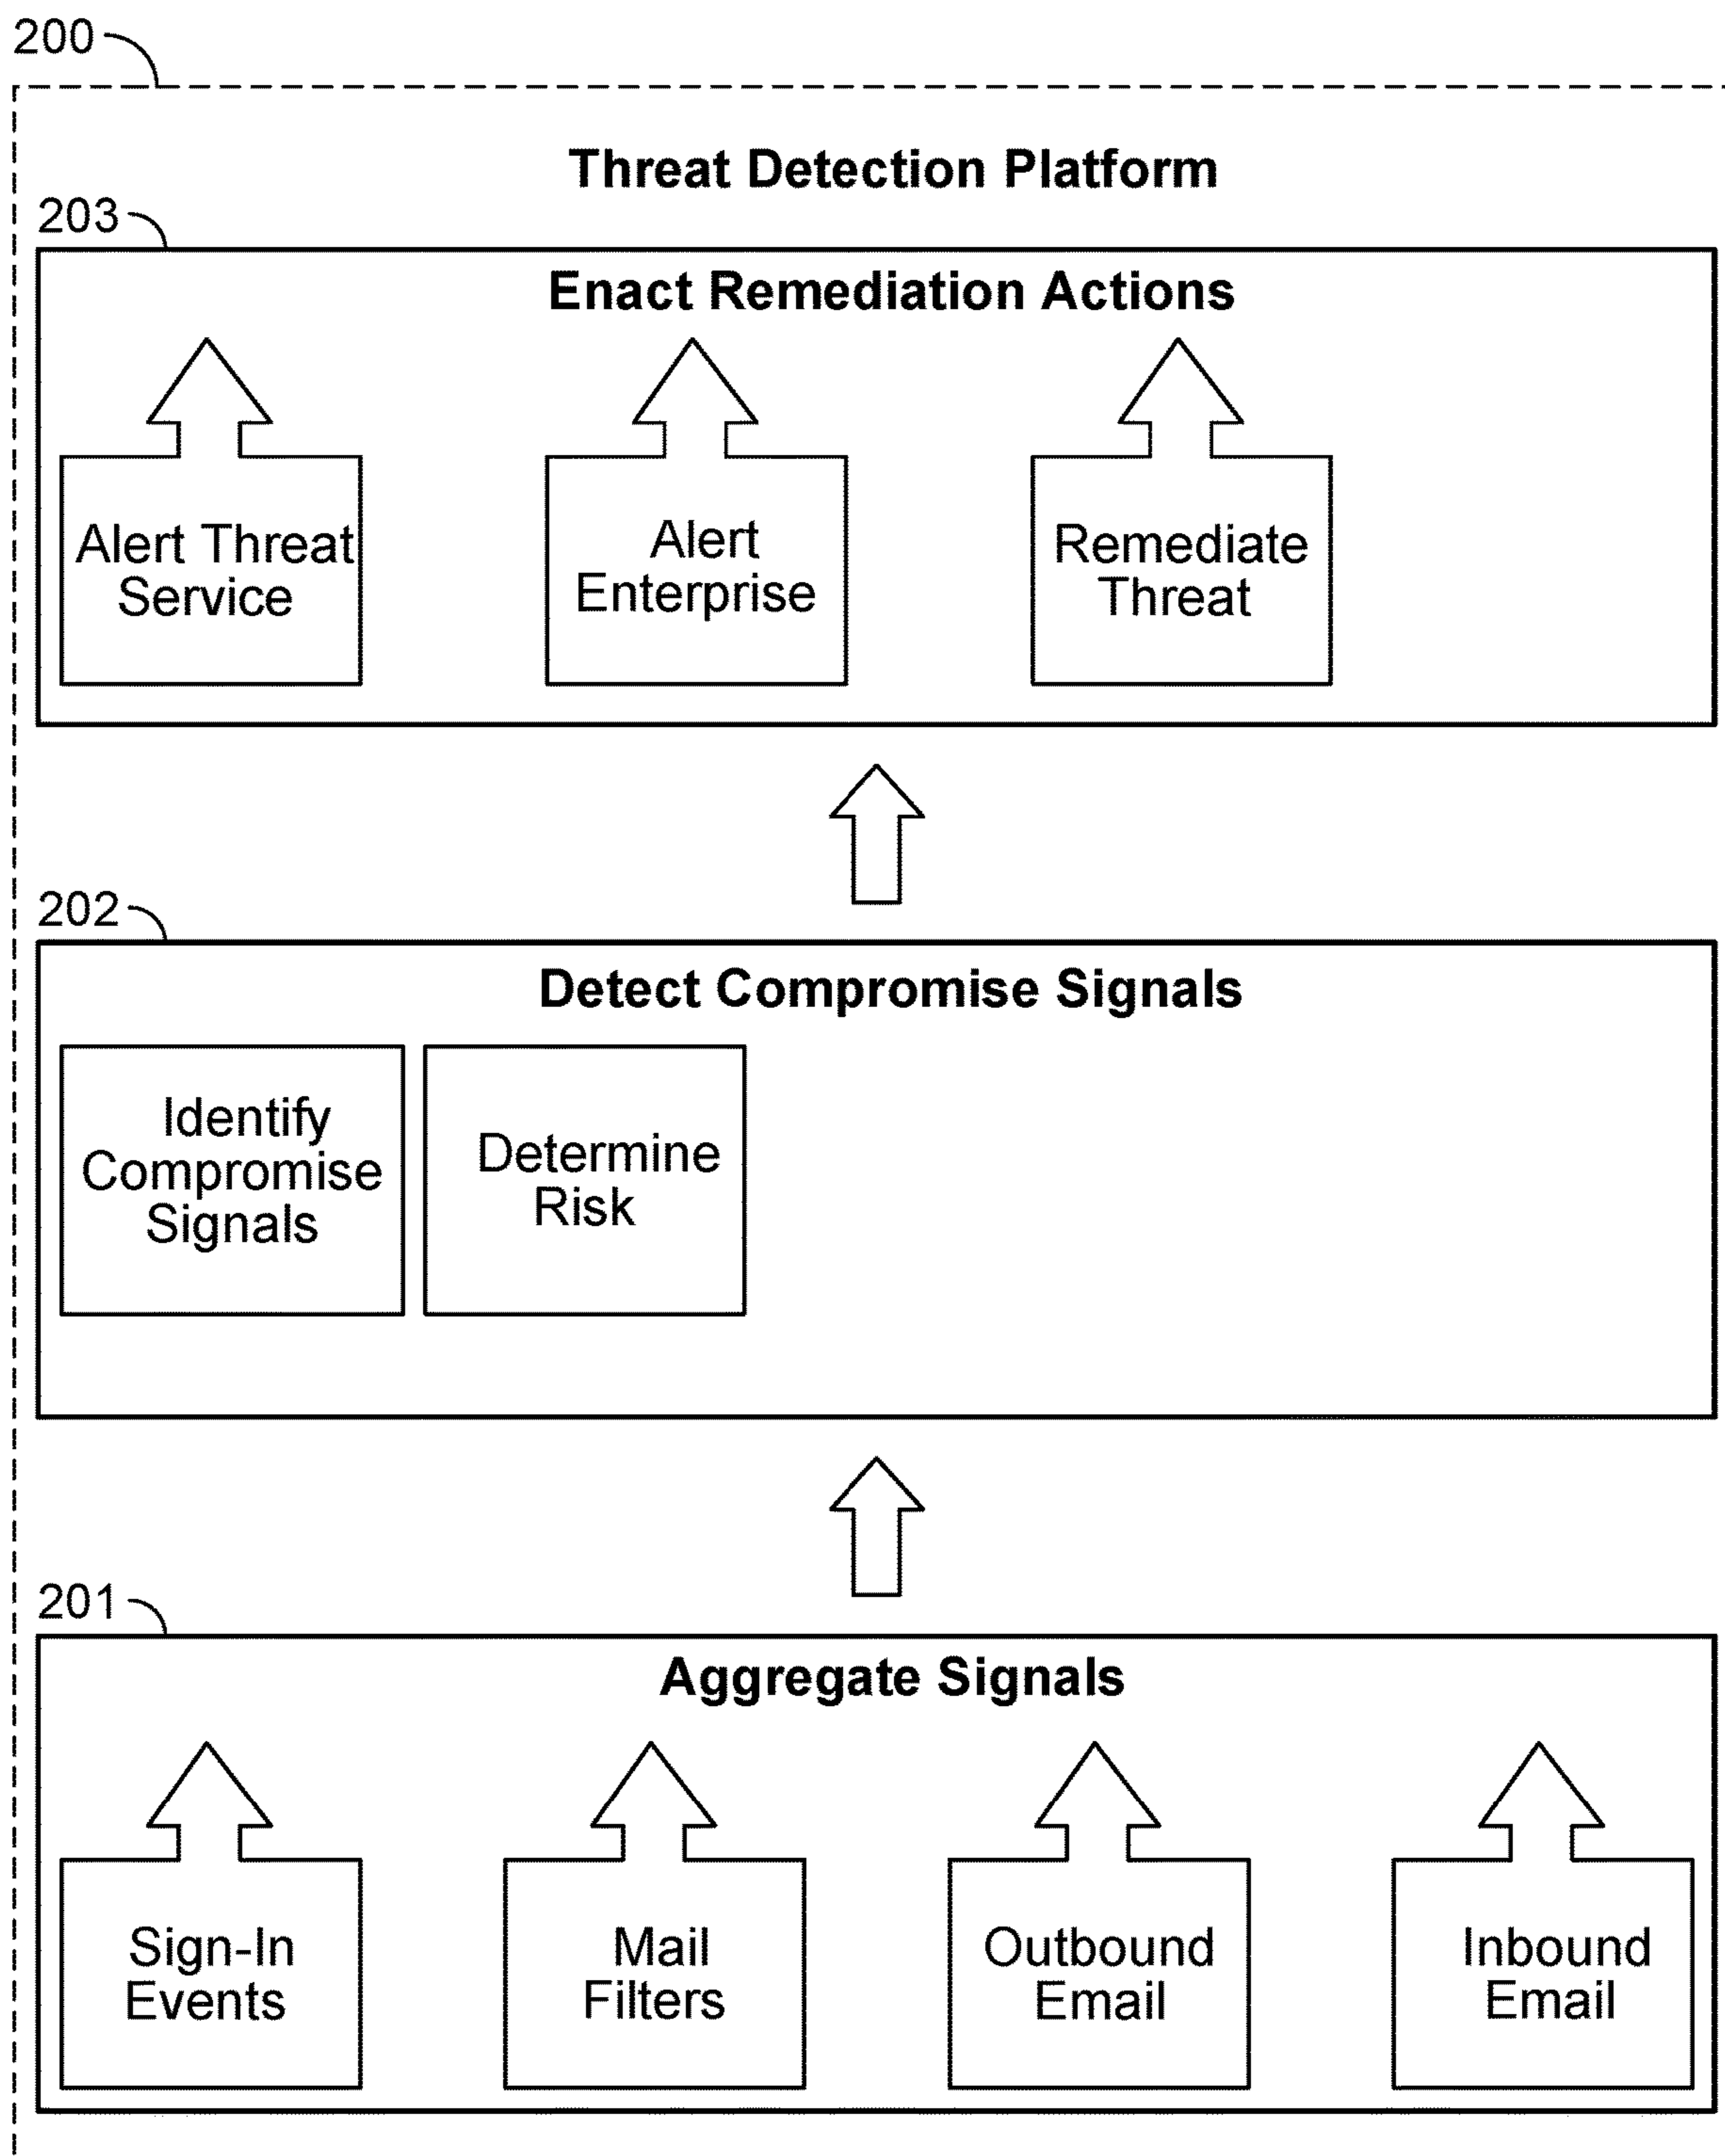 200
Threat Detection Platform
203
Enact Remediation Actions
Alert Threat
Service
Alert
Enterprise
Remediate
Threat
202
Detect Compromise Signals
Identify
Compromise
Signals
Determine
Risk
201
Aggregate Signals
Sign-In
Events
Mail
Filters
Outbound
Email
Inbound
Email